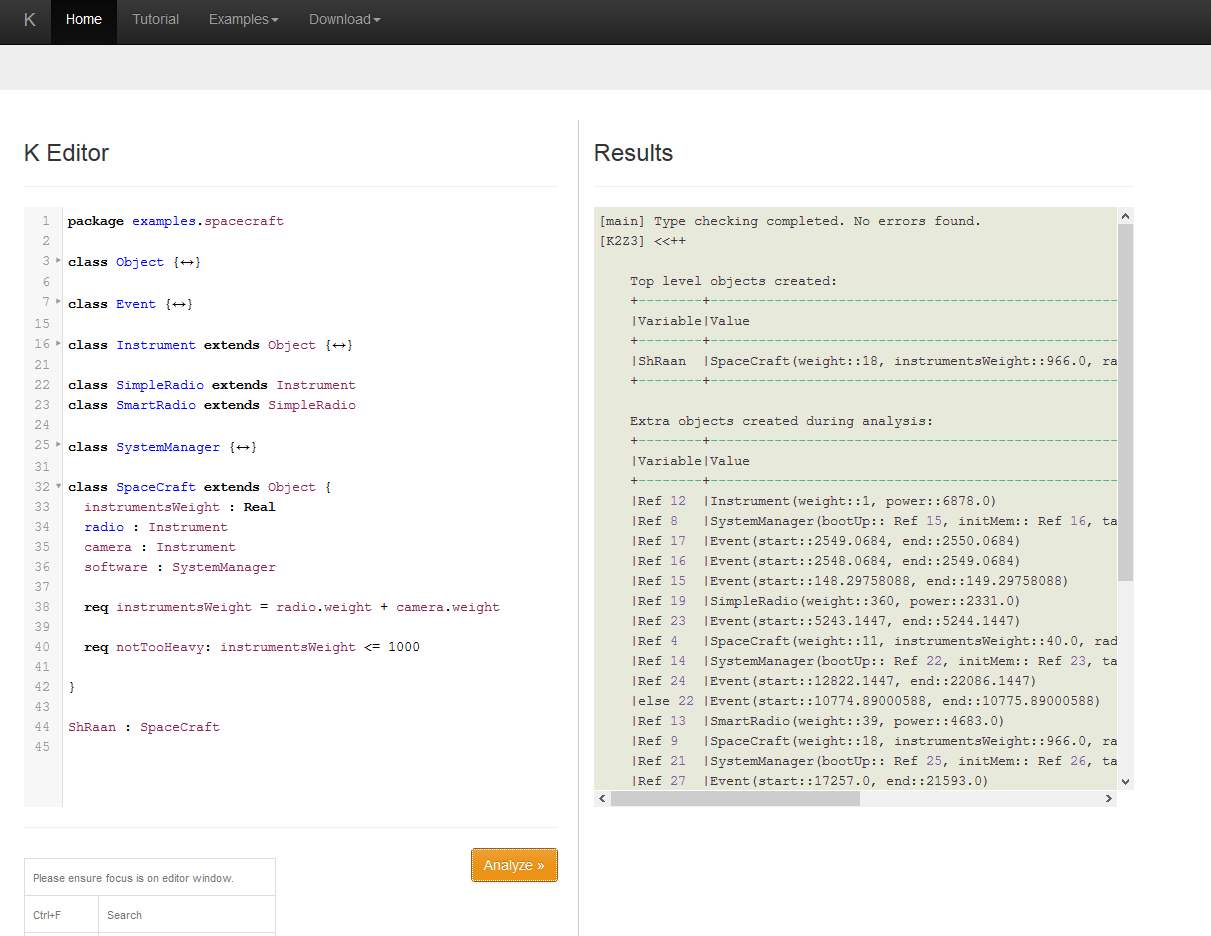 K Home Tutorial Examples Download
K Editor
1 package examples.spacecraft
2
3 class Object {↔}
6
7 class Event {↔}
15
16 class Instrument extends Object {↔}
21
22 class SimpleRadio extends Instrument
23 class SmartRadio extends SimpleRadio
24
25 class SystemManager {↔}
31
32 class SpaceCraft extends Object {
33 instrumentsWeight : Real
34 radio : Instrument
35 camera : Instrument
36 software : SystemManager
37
38 req instrumentsWeight = radio.weight + camera.weight
39
40 req notTooHeavy: instrumentsWeight <= 1000
41
42 }
43
44 ShRaan : SpaceCraft
45
Analyze »
Please ensure focus is on editor window.
Ctrl+F Search
Results
[main] Type checking completed. No errors found.
[K2Z3] <<++
Top level objects created:
+--------+----------------------------------------------------
|Variable|Value
+--------+----------------------------------------------------
|ShRaan |SpaceCraft(weight::18, instrumentsWeight::966.0, ra
+--------+----------------------------------------------------
Extra objects created during analysis:
+--------+----------------------------------------------------
|Variable|Value
+--------+----------------------------------------------------
|Ref 12 |Instrument(weight::1, power::6878.0)
|Ref 8 |SystemManager(bootUp:: Ref 15, initMem:: Ref 16, ta
|Ref 17 |Event(start::2549.0684, end::2550.0684)
|Ref 16 |Event(start::2548.0684, end::2549.0684)
|Ref 15 |Event(start::148.29758088, end::149.29758088)
|Ref 19 |SimpleRadio(weight::360, power::2331.0)
|Ref 23 |Event(start::5243.1447, end::5244.1447)
|Ref 4 |SpaceCraft(weight::11, instrumentsWeight::40.0, rad
|Ref 14 |SystemManager(bootUp:: Ref 22, initMem:: Ref 23, ta
|Ref 24 |Event(start::12822.1447, end::22086.1447)
|else 22 |Event(start::10774.89000588, end::10775.89000588)
|Ref 13 |SmartRadio(weight::39, power::4683.0)
|Ref 9 |SpaceCraft(weight::18, instrumentsWeight::966.0, ra
|Ref 21 |SystemManager(bootUp:: Ref 25, initMem:: Ref 26, ta
|Ref 27 |Event(start::17257.0, end::21593.0)